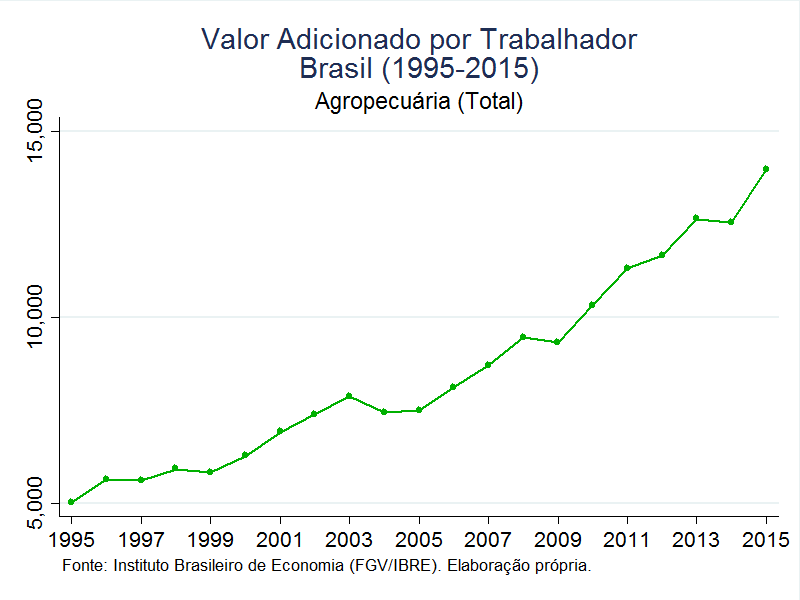 Valor Adicionado por Trabalhador
Brasil (1995-2015)
Agropecuária (Total)
15,000
10,000
5,000
1995 1997 1999 2001 2003 2005 2007 2009 2011 2013 2015
Fonte: Instituto Brasileiro de Economia (FGV/IBRE). Elaboração própria.